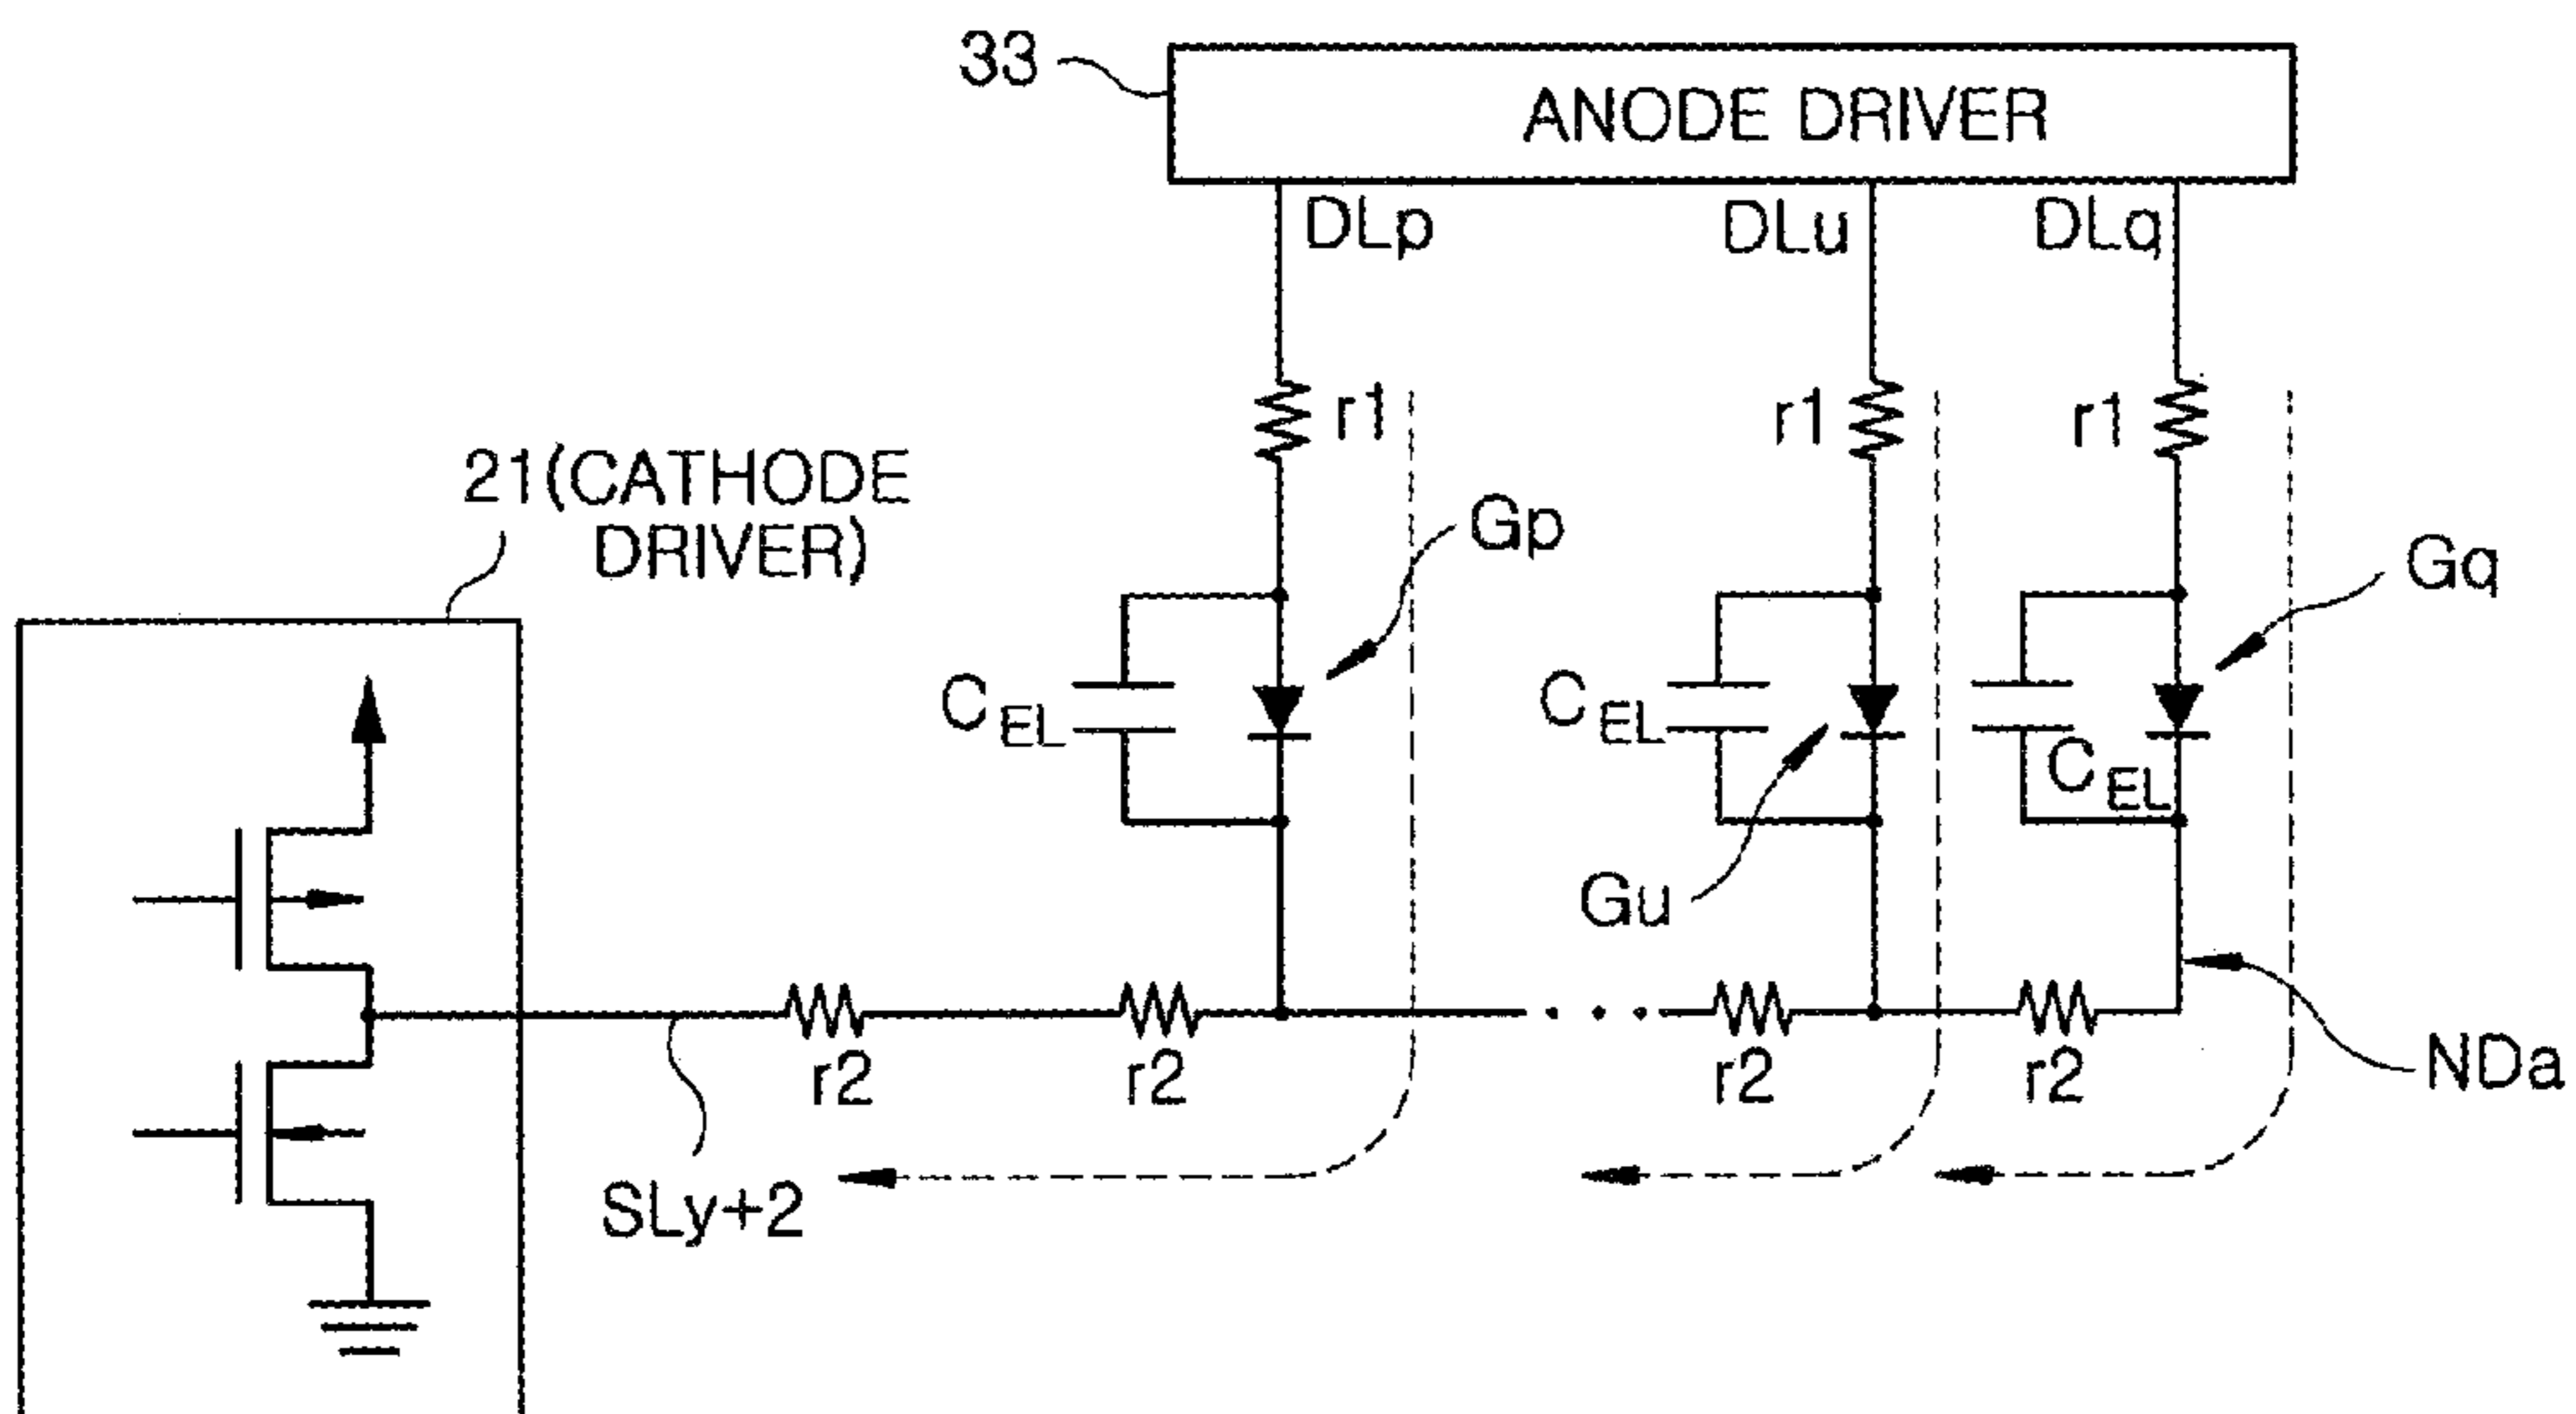 33
ANODE DRIVER
DLp
DLu
DLq
r1
r1
r1
21(CATHODE
DRIVER)
Gp
Gq
CEL
CEL
CEL
Gu
r2
r2
r2
r2
NDa
SLy+2